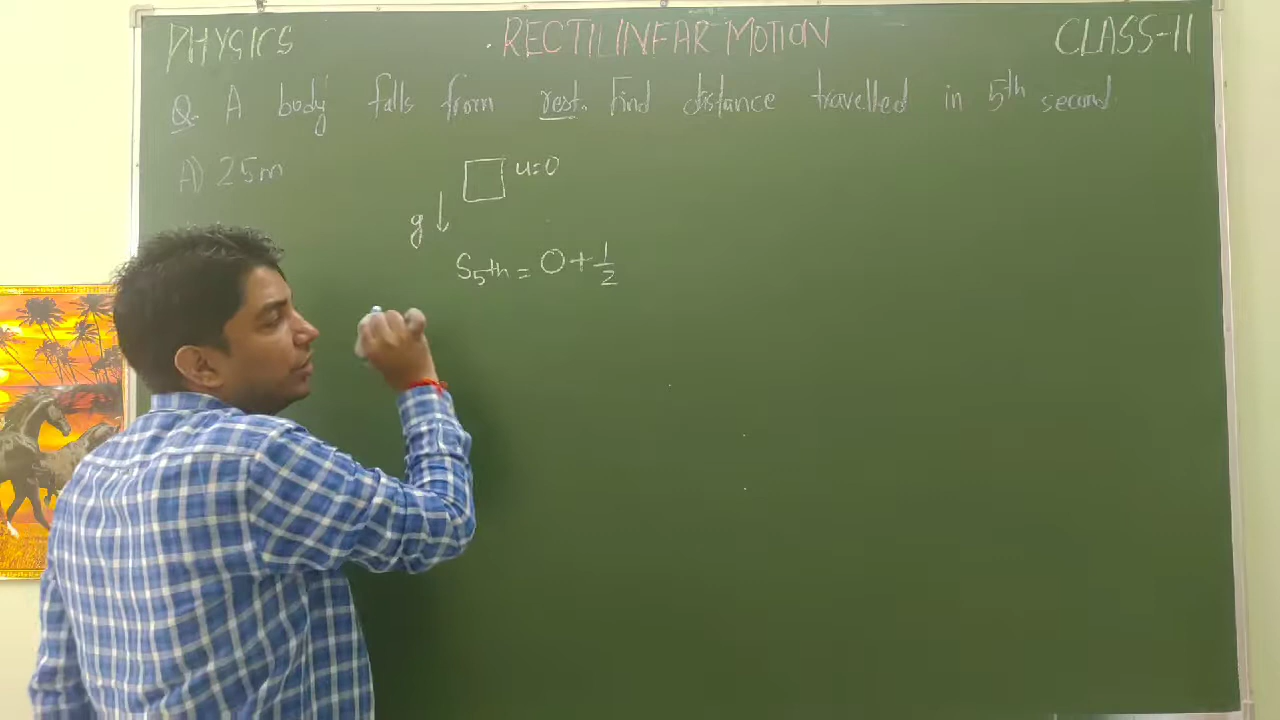 PHYSICS RECTILINEAR MOTION CLASS-11
Q. A body falls from rest. Find distance travelled in 5th second.
A) 25m
u=0
g
S5th = 0 + 1/2